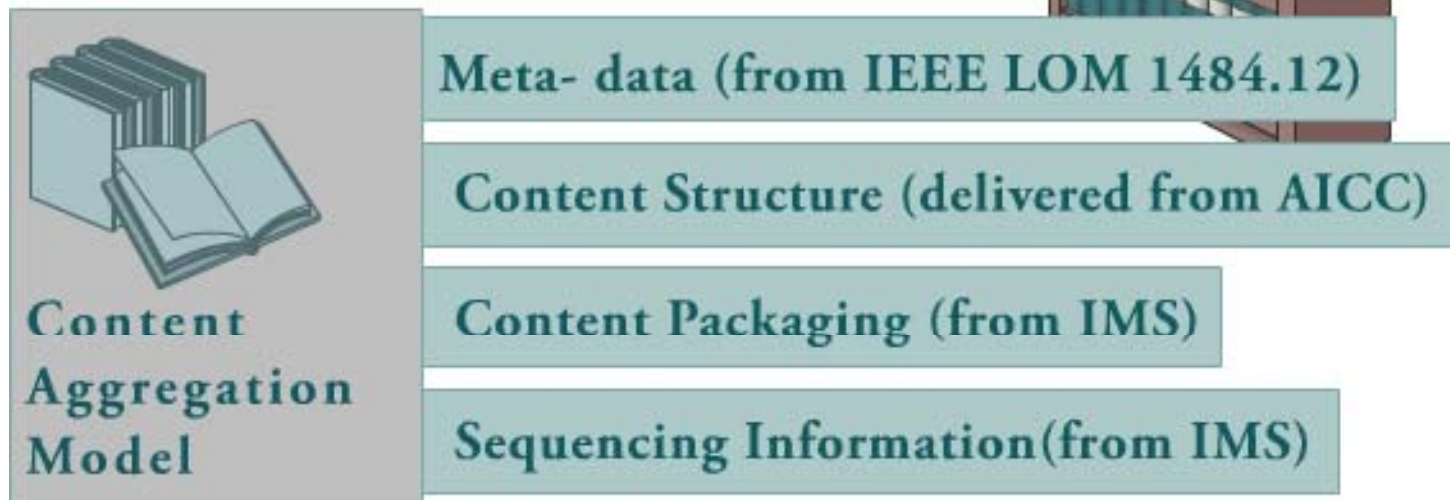 Meta- data (from IEEE LOM 1484.12)
Content Structure (delivered from AICC)
Content Packaging (from IMS)
Sequencing Information(from IMS)
Content
Aggregation
Model